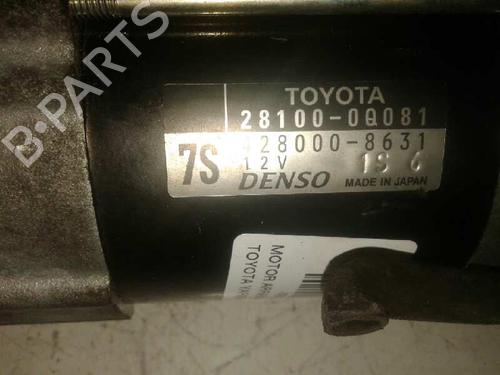 B-PARTS
TOYOTA
28100-0Q081
7S
428000-8631
12V
DENSO
MADE IN JAPAN
MOTOR
TOYOTA